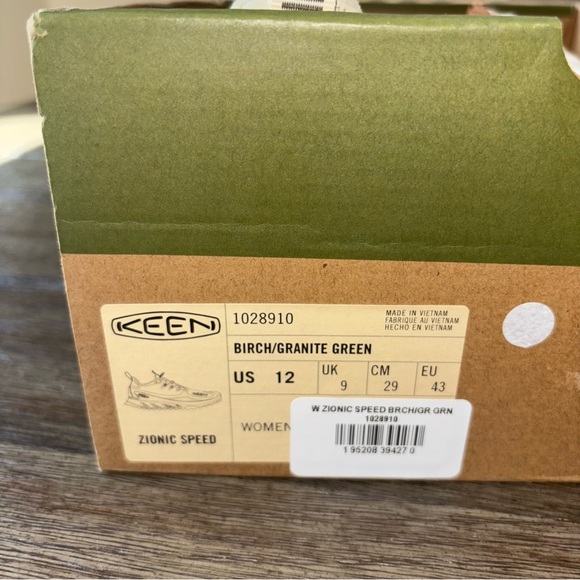 KEEN
1028910
MADE IN VIETNAM
FABRIQUE AU VIETNAM
HECHO EN VIETNAM
BIRCH/GRANITE GREEN
US 12
UK
9
CM
29
EU
43
ZIONIC SPEED
WOMEN
W ZIONIC SPEED BRCH/GR GRN
1028910
1 95208 39427 0